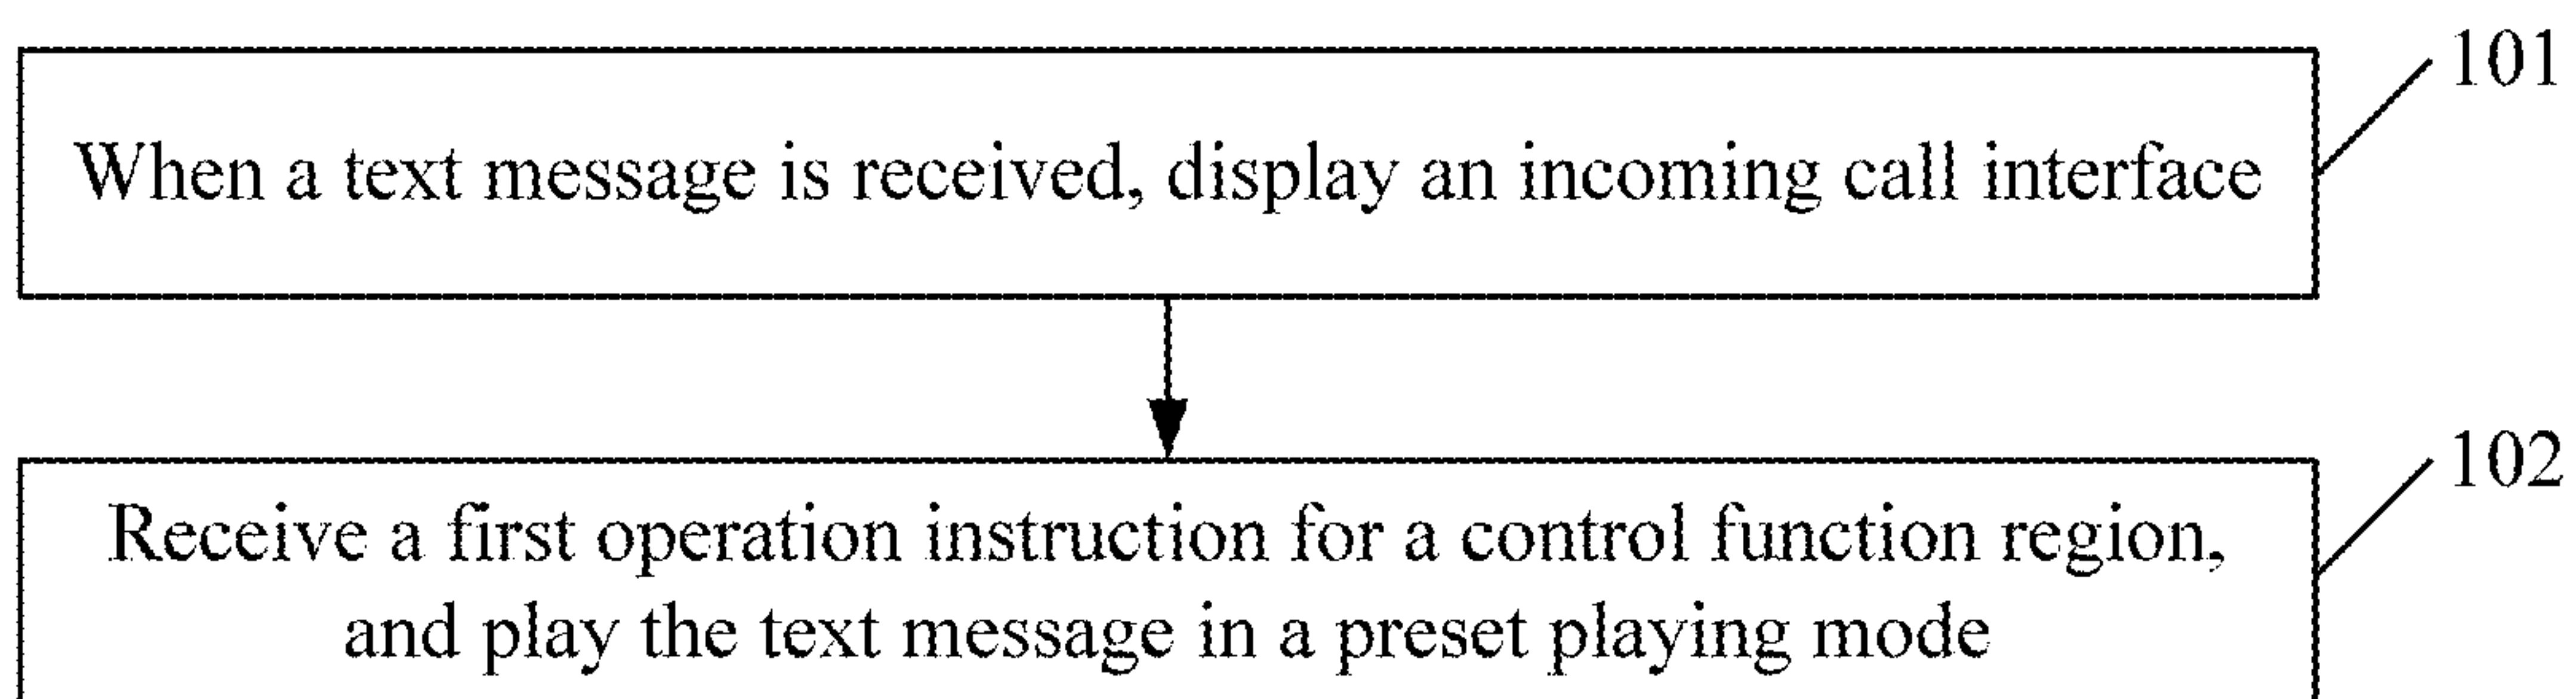 101
When a text message is received, display an incoming call interface
102
Receive a first operation instruction for a control function region,
and play the text message in a preset playing mode